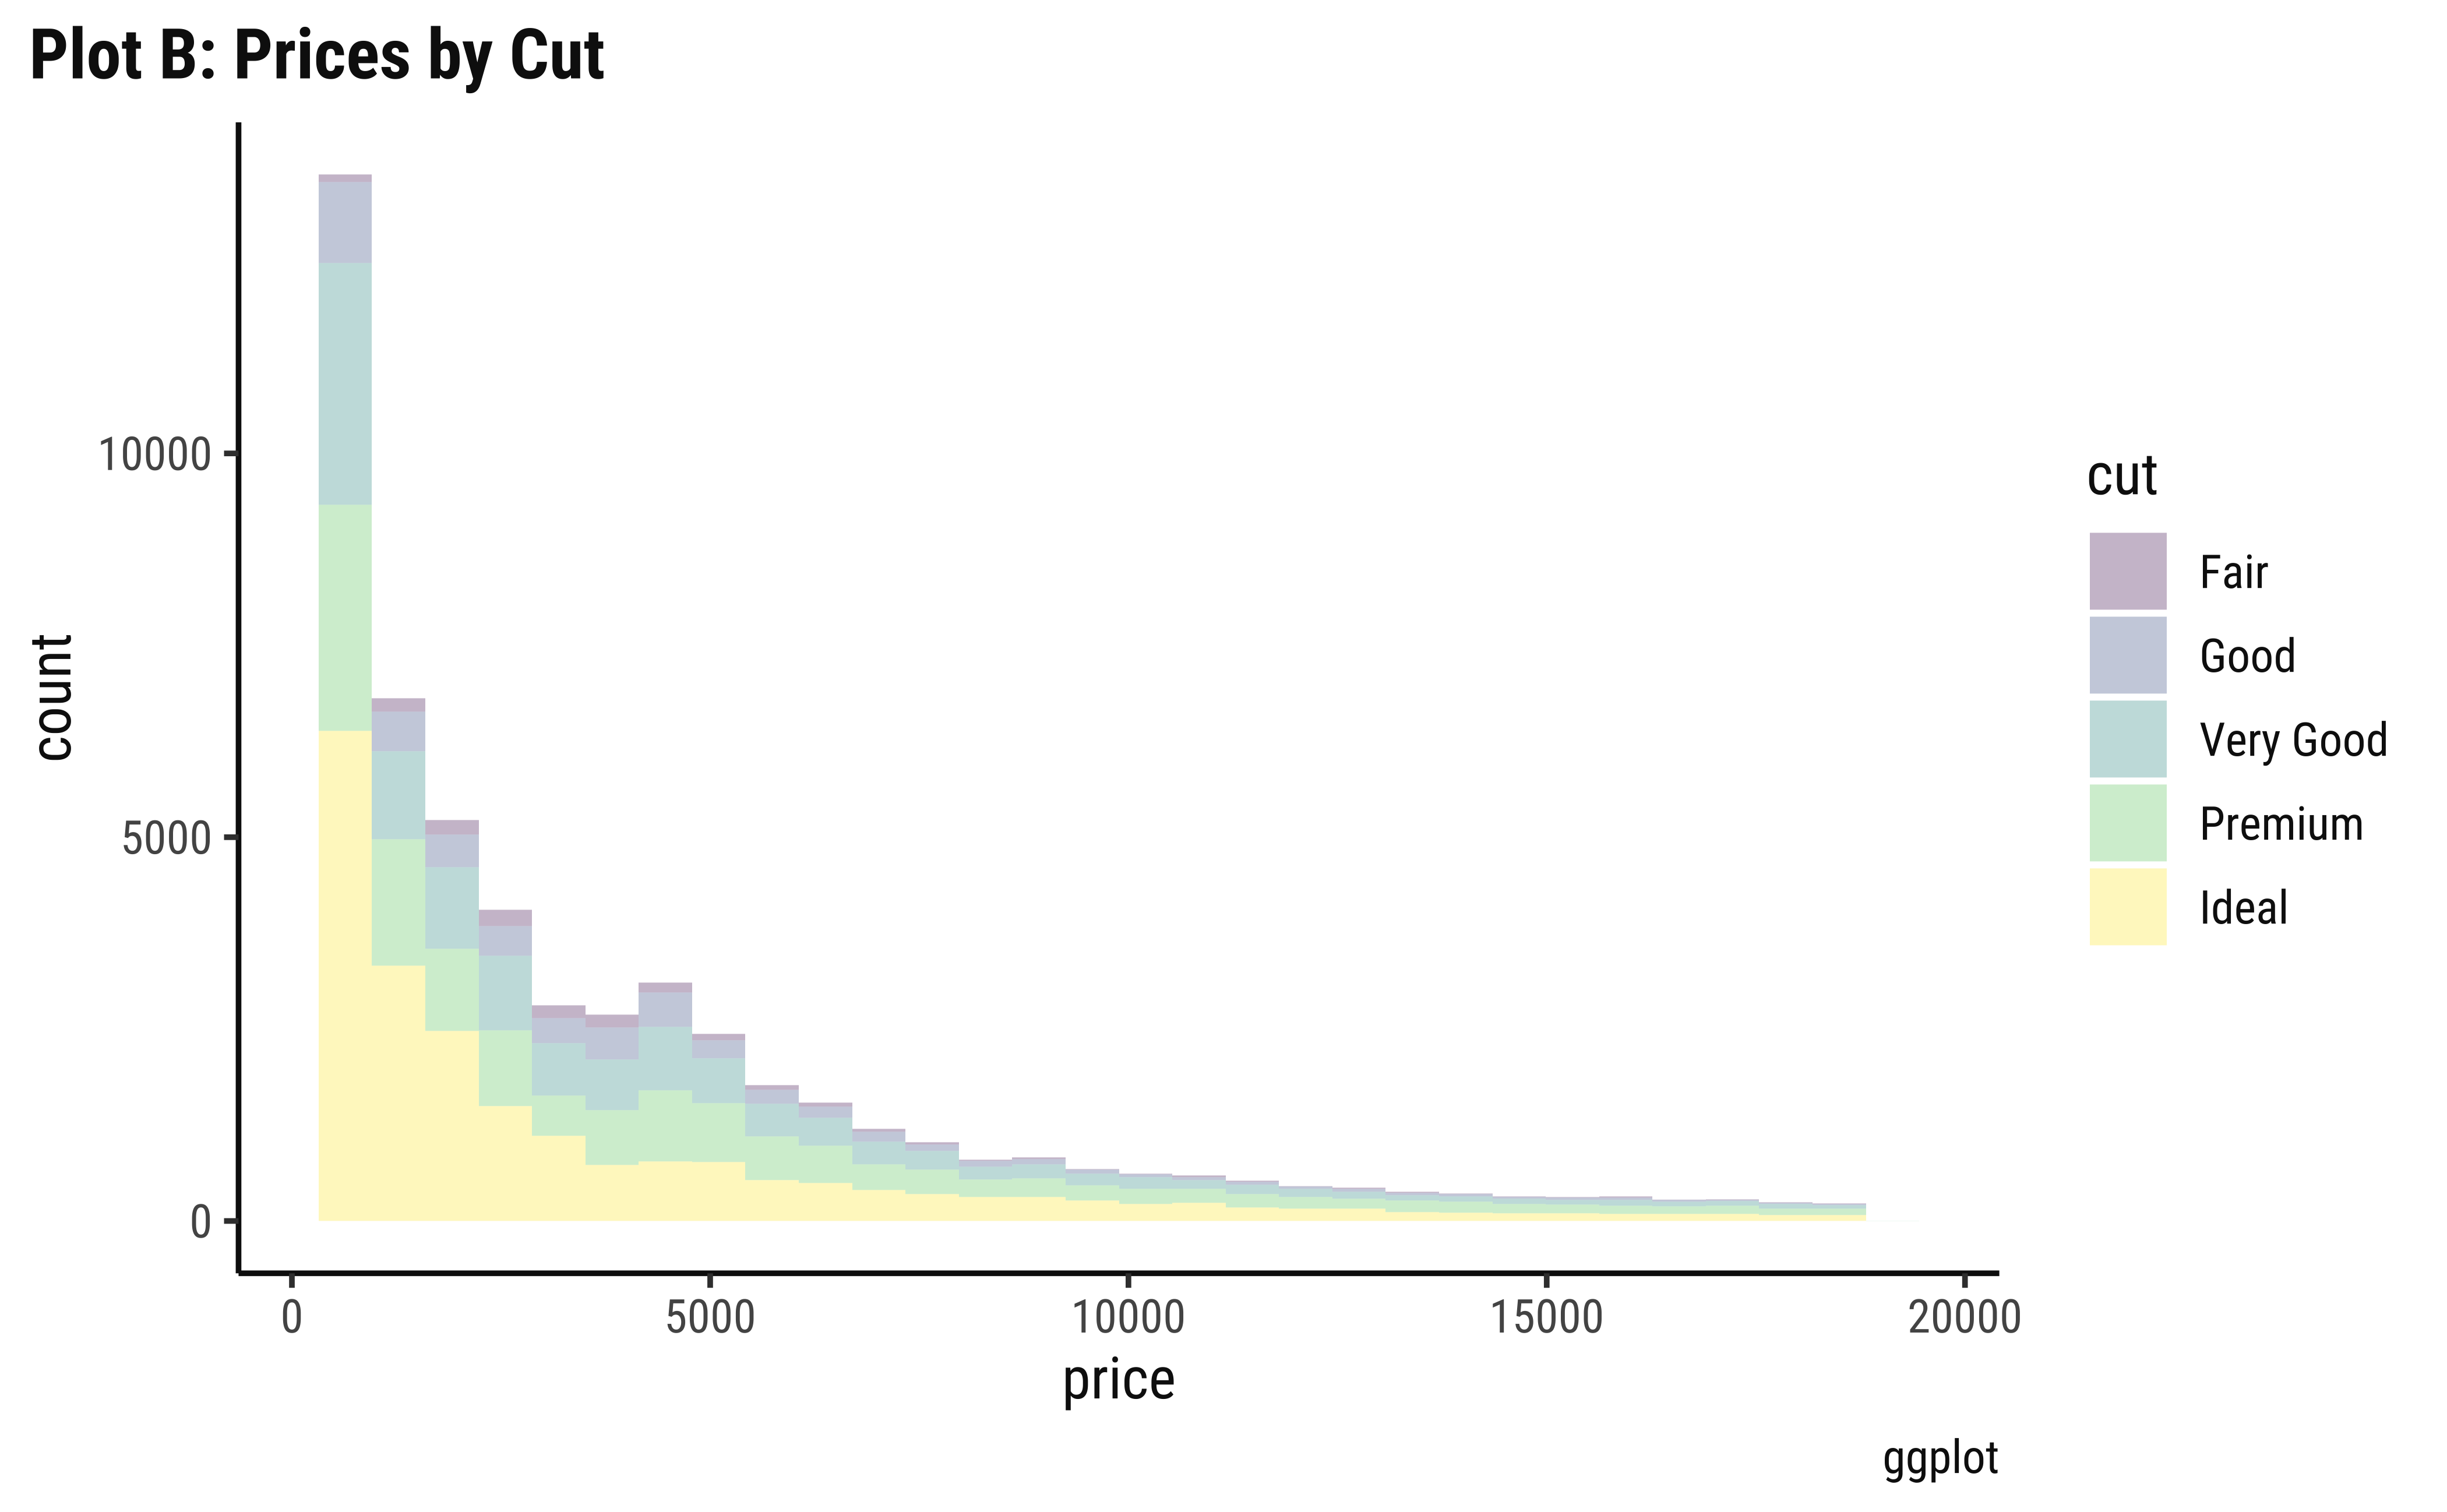 Plot B: Prices by Cut
count
10000
5000
0
0 5000 10000 15000 20000
price
cut
Fair
Good
Very Good
Premium
Ideal
ggplot